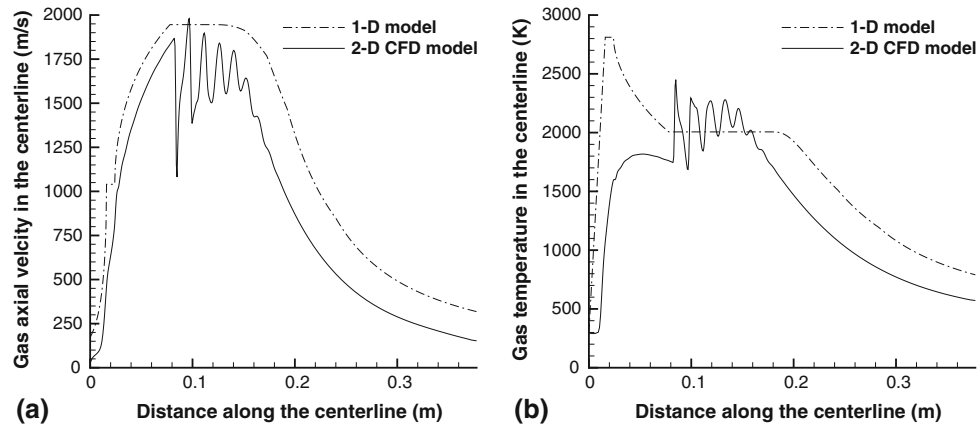 Gas axial velcity in the centerline (m/s)
2000
1750
1500
1250
1000
750
500
250
0
1-D model
2-D CFD model
0 0.1 0.2 0.3
(a) Distance along the centerline (m)
Gas temperature in the centerline (K)
3000
2500
2000
1500
1000
500
0
1-D model
2-D CFD model
0 0.1 0.2 0.3
(b) Distance along the centerline (m)